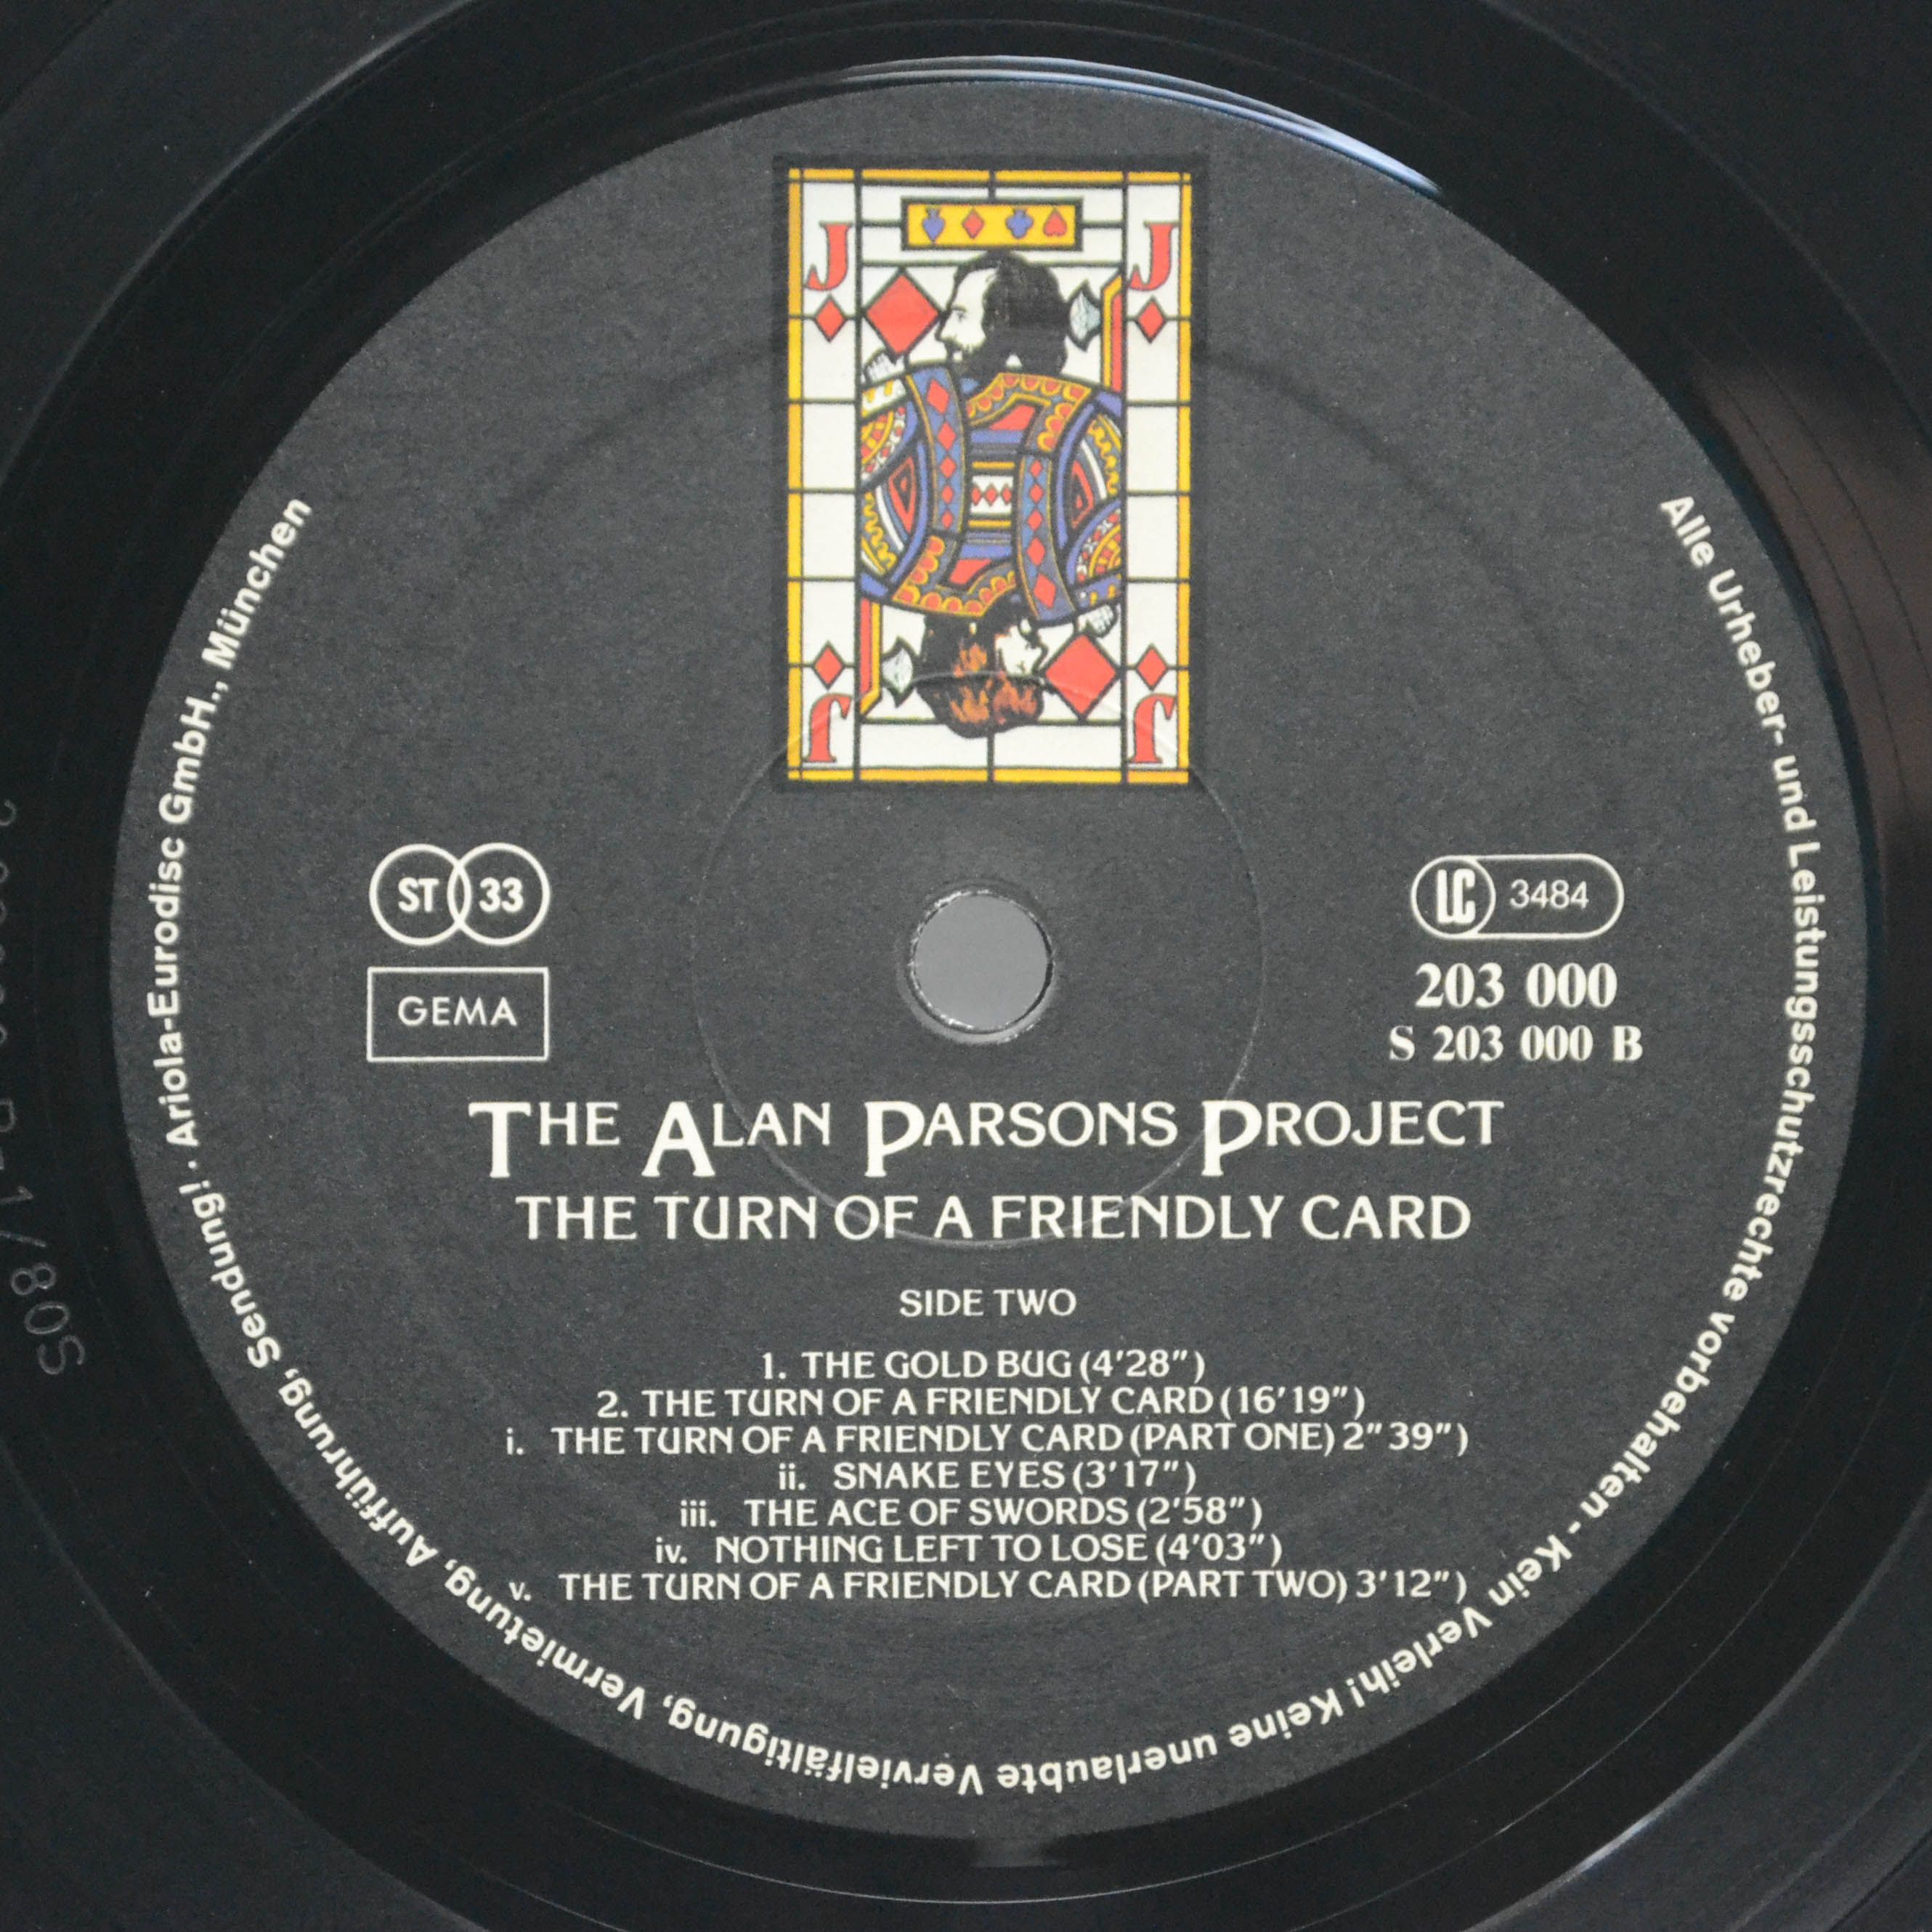 J J
J J
ST 33
GEMA
LC 3484
203 000
S 203 000 B
THE ALAN PARSONS PROJECT
THE TURN OF A FRIENDLY CARD
SIDE TWO
1. THE GOLD BUG (4'28")
2. THE TURN OF A FRIENDLY CARD (16'19")
i. THE TURN OF A FRIENDLY CARD (PART ONE) 2"39")
ii. SNAKE EYES (3'17")
iii. THE ACE OF SWORDS (2'58")
iv. NOTHING LEFT TO LOSE (4'03")
v. THE TURN OF A FRIENDLY CARD (PART TWO) 3'12")
Alle Urheber- und Leistungsschutzrechte vorbehalten - Kein Verleih! Keine unerlaubte Vervielfältigung, Vermietung, Aufführung, Sendung! . Ariola-Eurodisc GmbH., München
1/80S